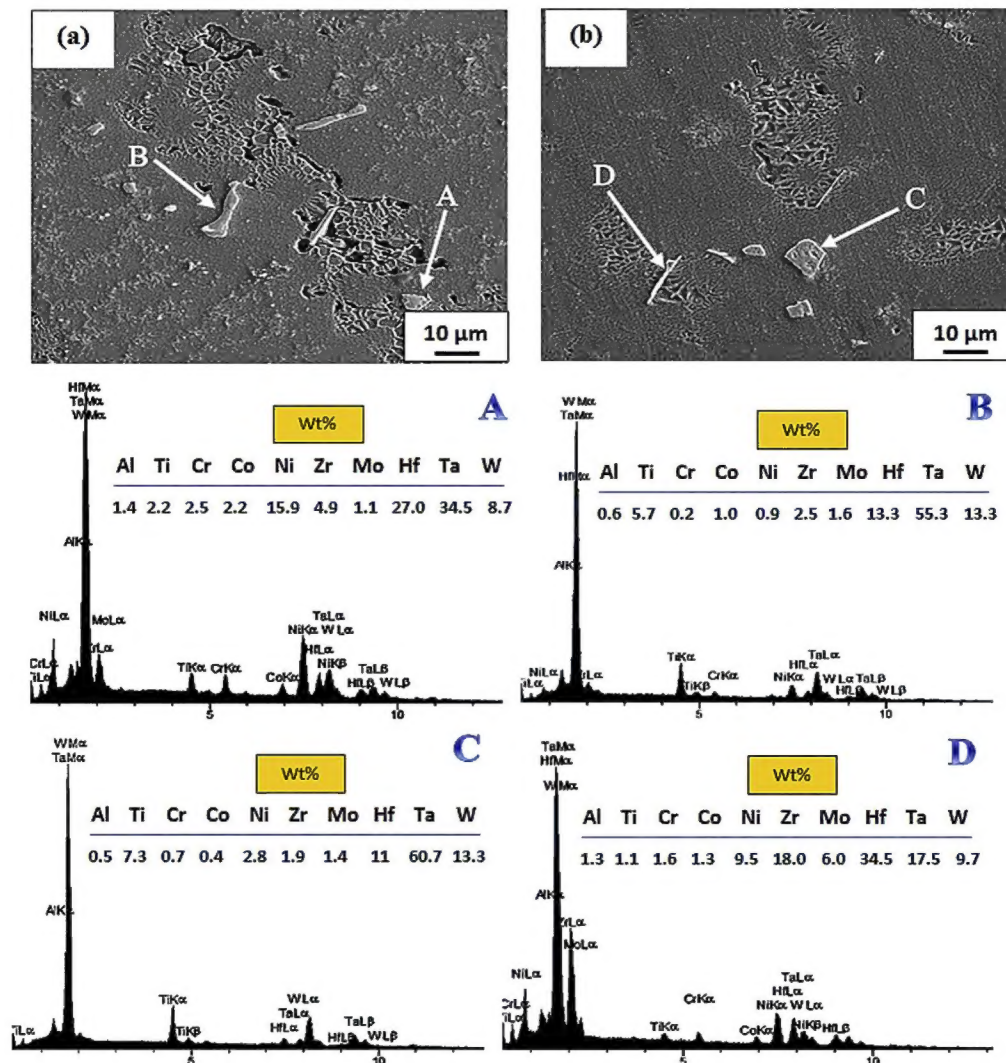 (a)
B
A
10 μm
(b)
D
C
10 μm
A
HfMα
TaMα
WMα
Wt%
Al Ti Cr Co Ni Zr Mo Hf Ta W
1.4 2.2 2.5 2.2 15.9 4.9 1.1 27.0 34.5 8.7
NiLα
MoLα
CrLα
TiKα
CrKα
CoKα
TaLα
NiKα WLα
HfLα
NiKβ
TaLβ
HfLβ
WLβ
5
10
B
WMα
TaMα
HfMα
Wt%
Al Ti Cr Co Ni Zr Mo Hf Ta W
0.6 5.7 0.2 1.0 0.9 2.5 1.6 13.3 55.3 13.3
NiLα
TiKα
TiKβ
CrKα
TaLα
HfLα
NiKα
WLα
TaLβ
HfLβ
WLβ
5
10
C
WMα
TaMα
Wt%
Al Ti Cr Co Ni Zr Mo Hf Ta W
0.5 7.3 0.7 0.4 2.8 1.9 1.4 11 60.7 13.3
TiLα
TiKα
TiKβ
WLα
TaLα
HfLα
TaLβ
HfLβ
WLβ
5
10
D
TaMα
HfMα
WMα
Wt%
Al Ti Cr Co Ni Zr Mo Hf Ta W
1.3 1.1 1.6 1.3 9.5 18.0 6.0 34.5 17.5 9.7
ZrLα
MoLα
NiLα
CrLα
TiLα
TiKα
CrKα
CoKα
TaLα
HfLα
NiKα WLα
NiKβ
HfLβ
5
10